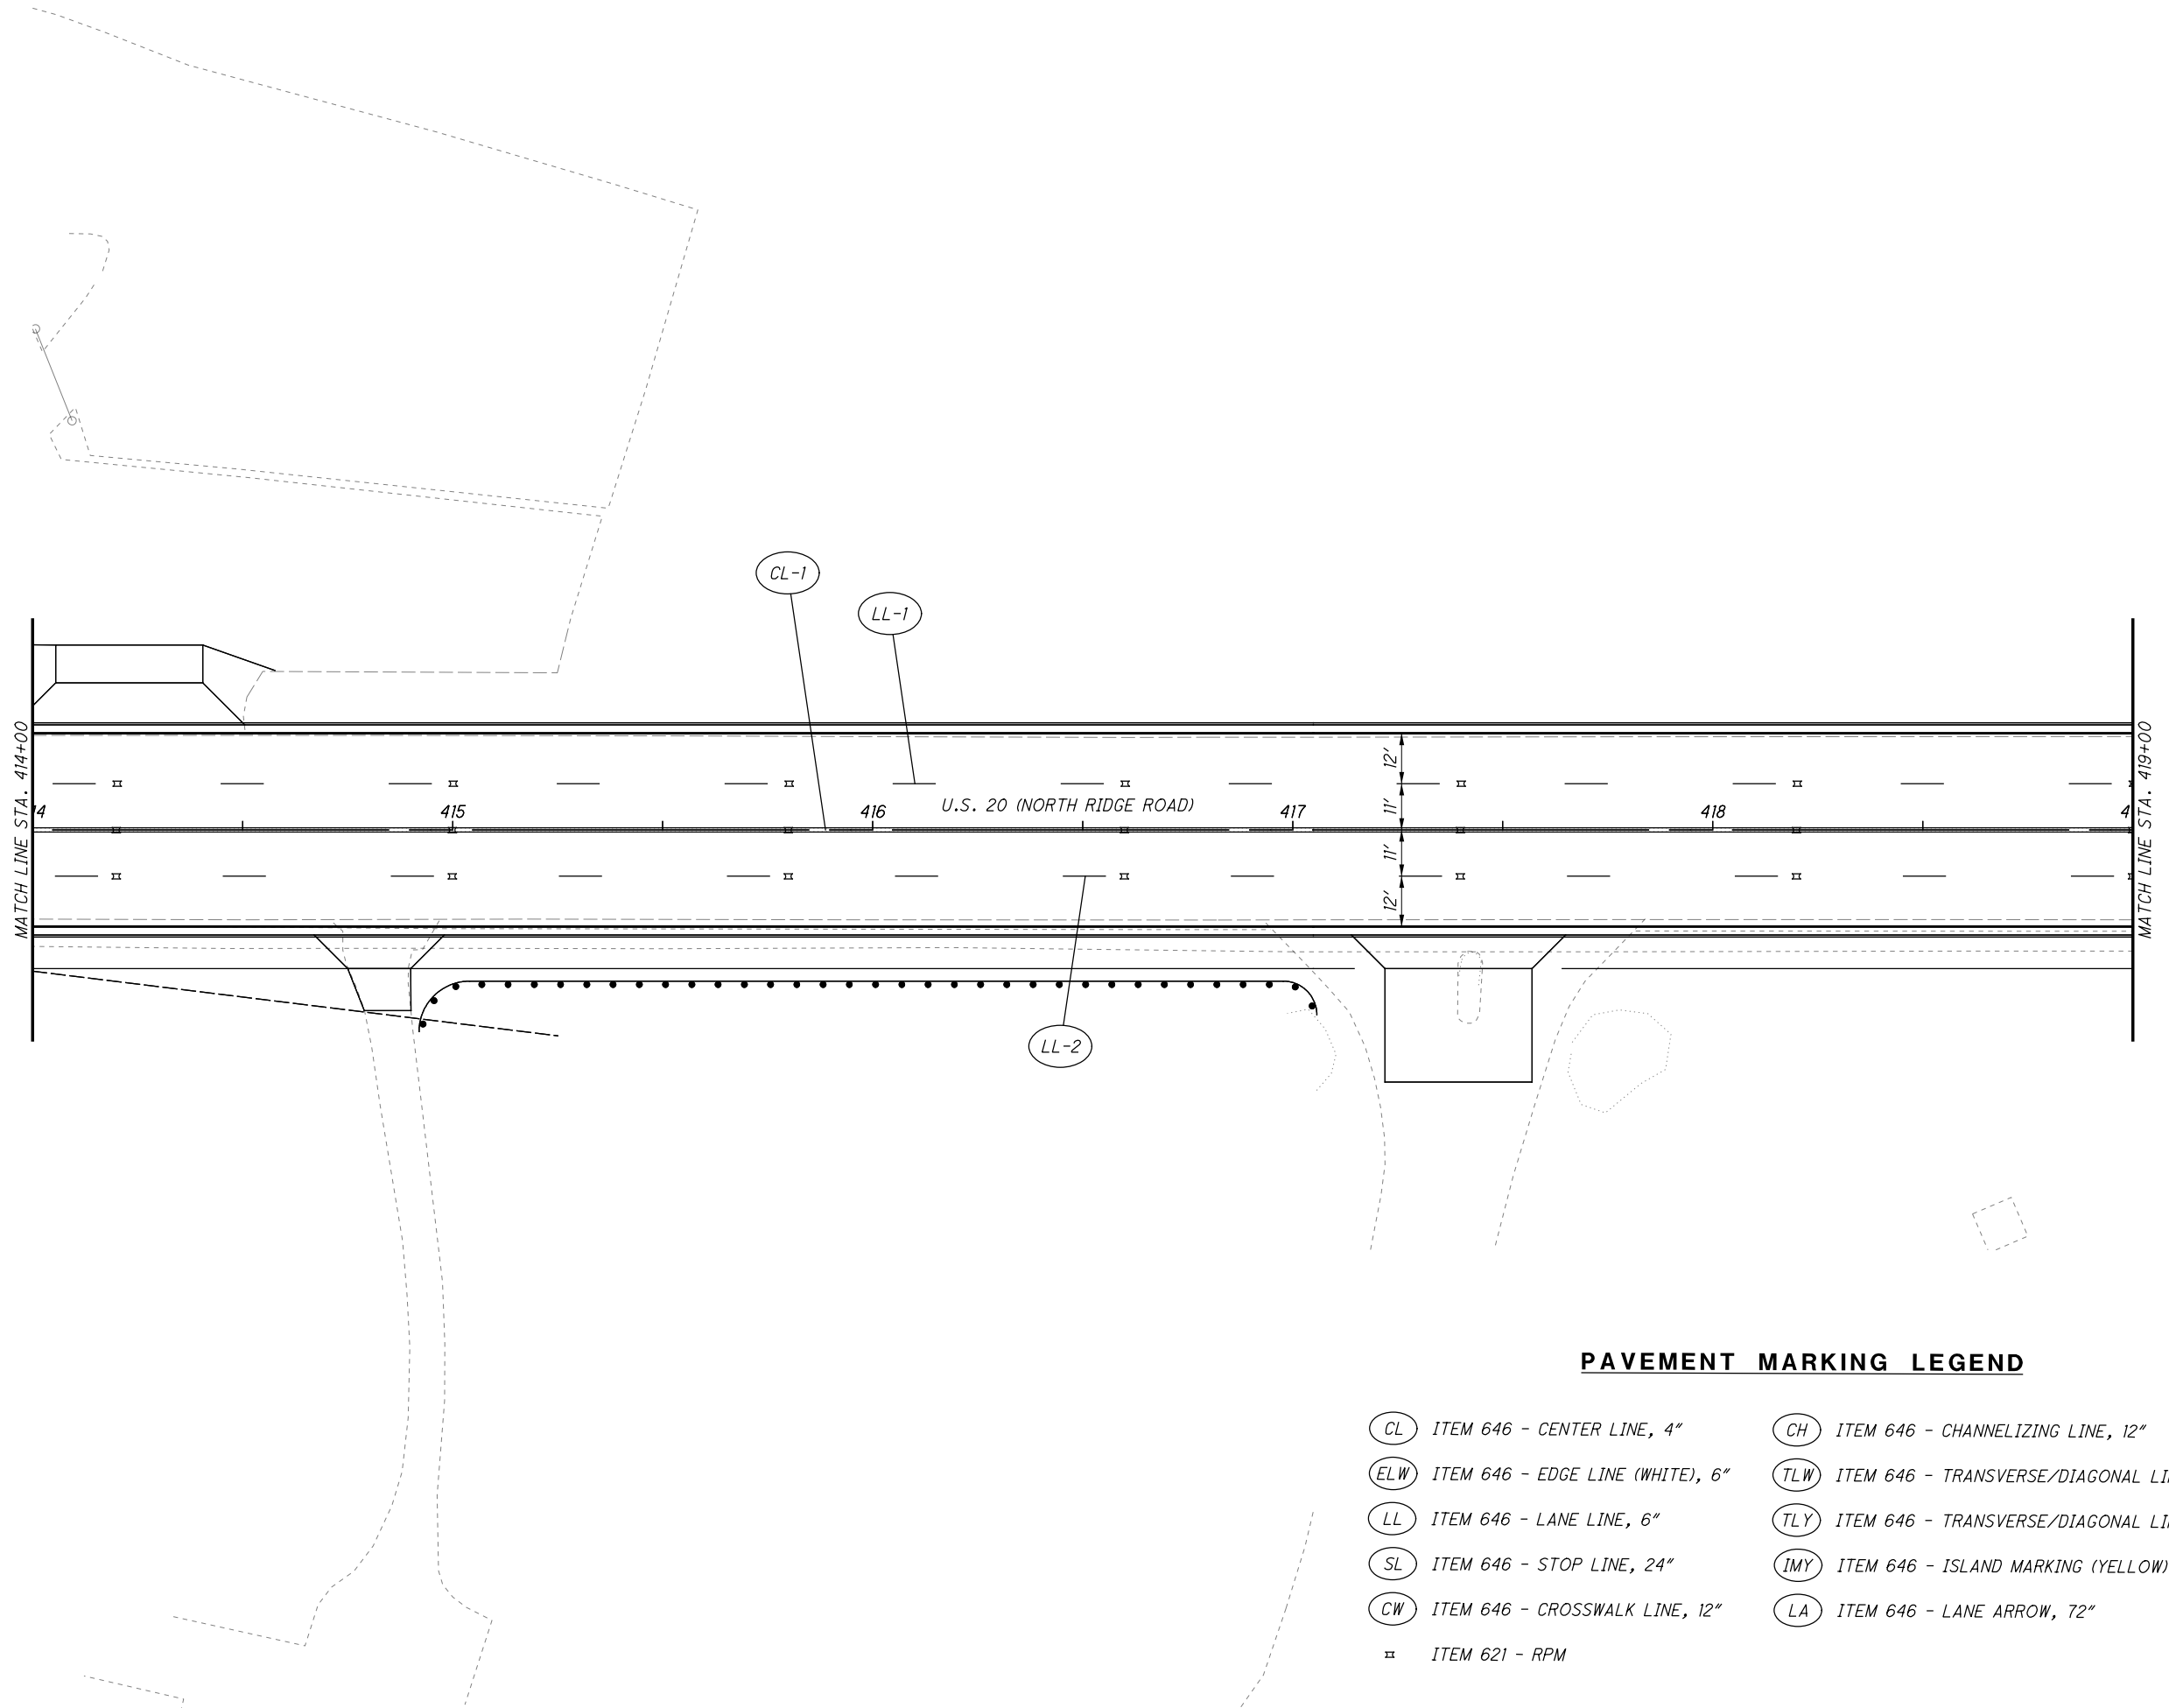 CL-1
LL-1
MATCH LINE STA. 414+00
MATCH LINE STA. 419+00
12'
11'
U.S. 20 (NORTH RIDGE ROAD)
14
415
416
417
418
4
11'
12'
LL-2
PAVEMENT MARKING LEGEND
CL ITEM 646 - CENTER LINE, 4"
CH ITEM 646 - CHANNELIZING LINE, 12"
ELW ITEM 646 - EDGE LINE (WHITE), 6"
TLW ITEM 646 - TRANSVERSE/DIAGONAL
LL ITEM 646 - LANE LINE, 6"
TLY ITEM 646 - TRANSVERSE/DIAGONAL
SL ITEM 646 - STOP LINE, 24"
IMY ITEM 646 - ISLAND MARKING (YELLOW)
CW ITEM 646 - CROSSWALK LINE, 12"
LA ITEM 646 - LANE ARROW, 72"
ITEM 621 - RPM